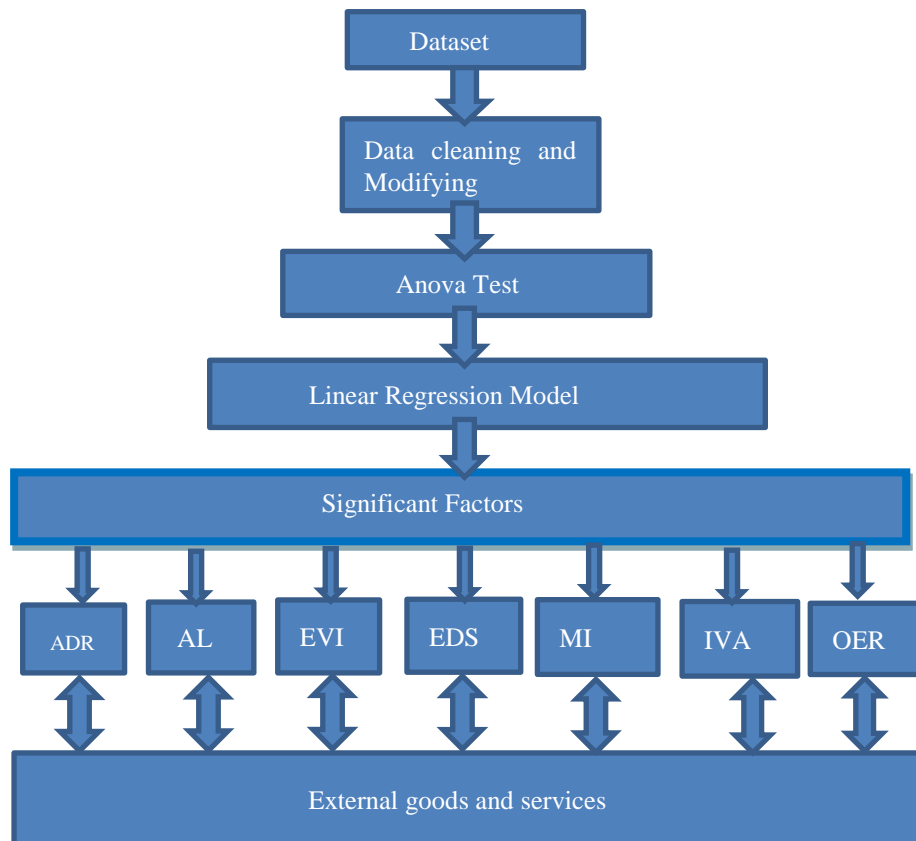 Dataset
Data cleaning and
Modifying
Anova Test
Linear Regression Model
Significant Factors
ADR
AL
EVI
EDS
MI
IVA
OER
External goods and services